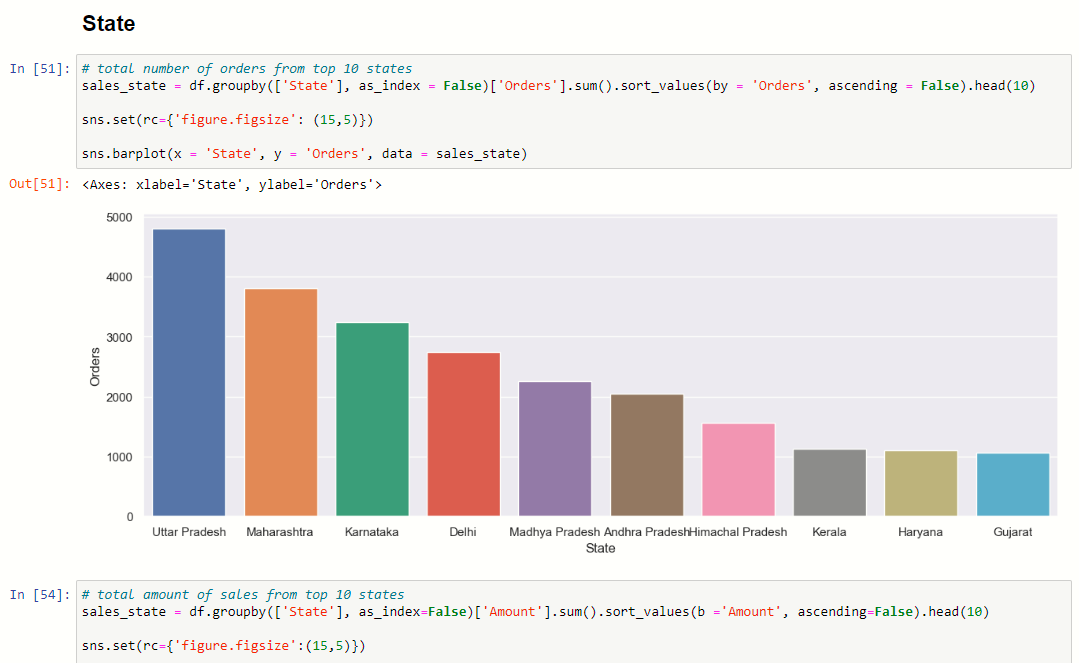 State
In [51]: # total number of orders from top 10 states
sales_state = df.groupby(['State'], as_index = False)['Orders'].sum().sort_values(by = 'Orders', ascending = False).head(10)
sns.set(rc={'figure.figsize': (15,5)})
sns.barplot(x = 'State', y = 'Orders', data = sales_state)
Out[51]: <Axes: xlabel='State', ylabel='Orders'>
5000
4000
3000
2000
1000
0
Orders
Uttar Pradesh Maharashtra Karnataka Delhi Madhya Pradesh Andhra Pradesh Himachal Pradesh Kerala Haryana Gujarat
State
In [54]: # total amount of sales from top 10 states
sales_state = df.groupby(['State'], as_index=False)['Amount'].sum().sort_values(b ='Amount', ascending=False).head(10)
sns.set(rc={'figure.figsize':(15,5)})